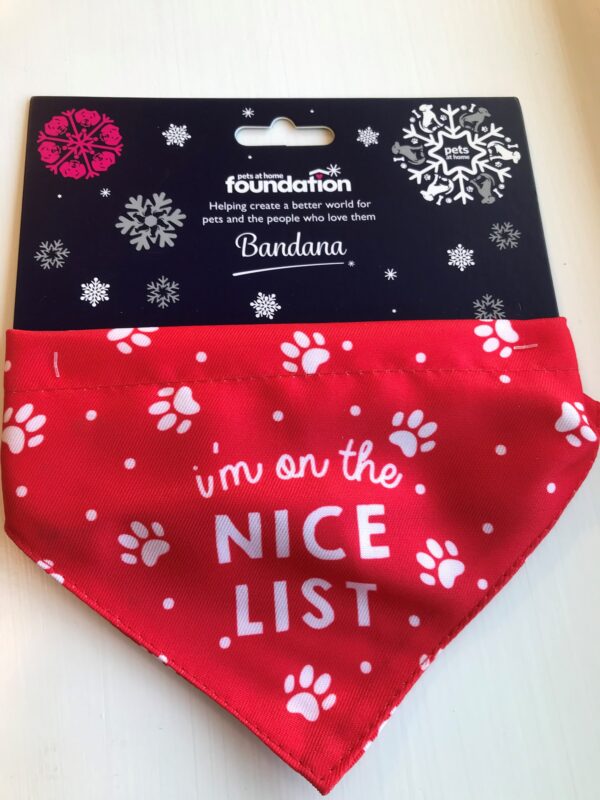 pets at home
foundation
Helping create a better world for
pets and the people who love them
Bandana
pets
at home
i'm on the
NICE
LIST